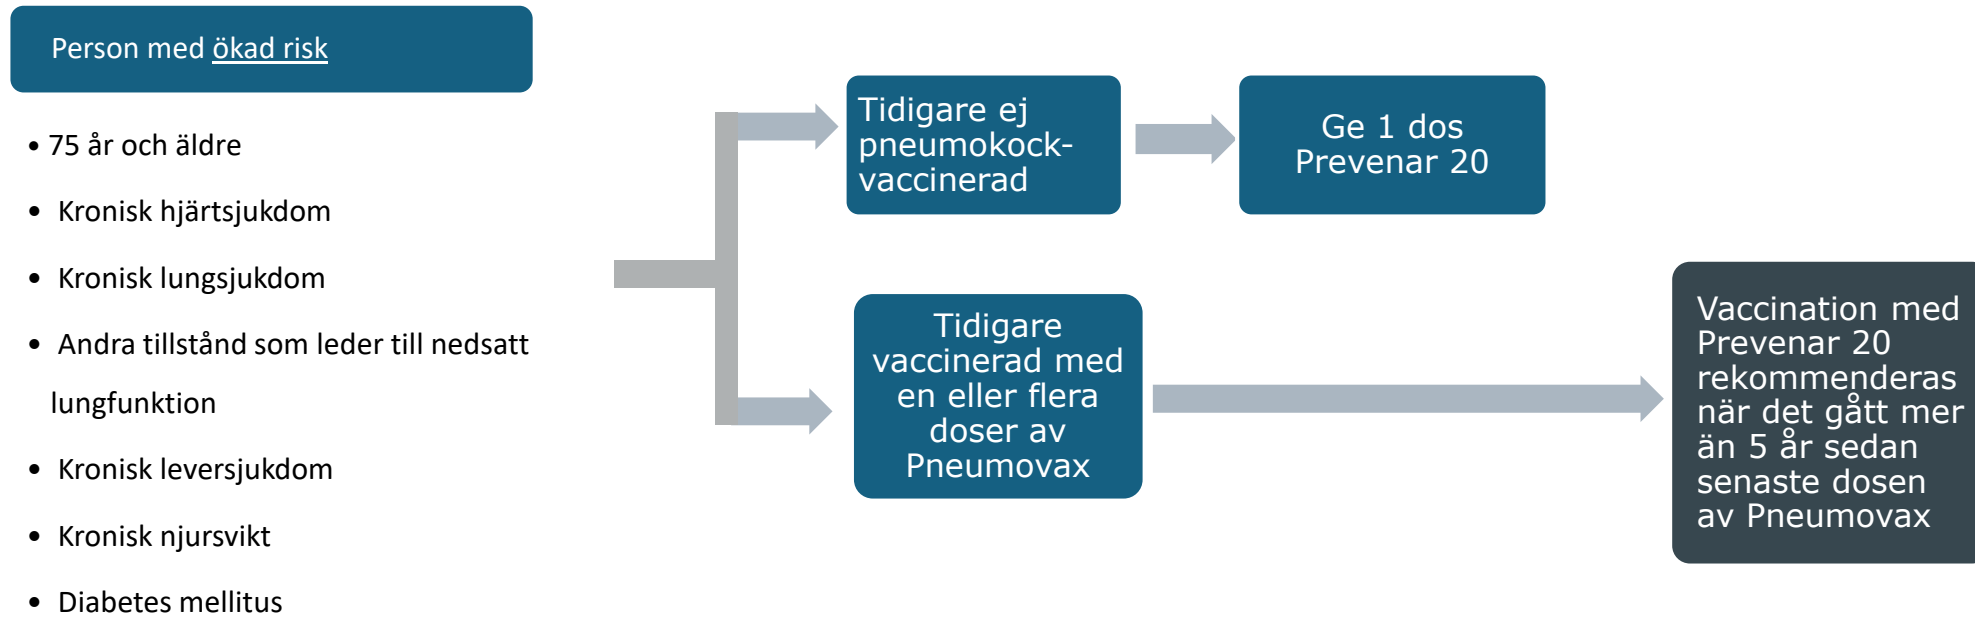 Person med ökad risk
• 75 år och äldre
• Kronisk hjärtsjukdom
• Kronisk lungsjukdom
• Andra tillstånd som leder till nedsatt
lungfunktion
• Kronisk leversjukdom
• Kronisk njursvikt
• Diabetes mellitus
Tidigare ej
pneumokock-
vaccinerad
Ge 1 dos
Prevenar 20
Tidigare
vaccinerad med
en eller flera
doser av
Pneumovax
Vaccination med
Prevenar 20
rekommenderas
när det gått mer
än 5 år sedan
senaste dosen
av Pneumovax